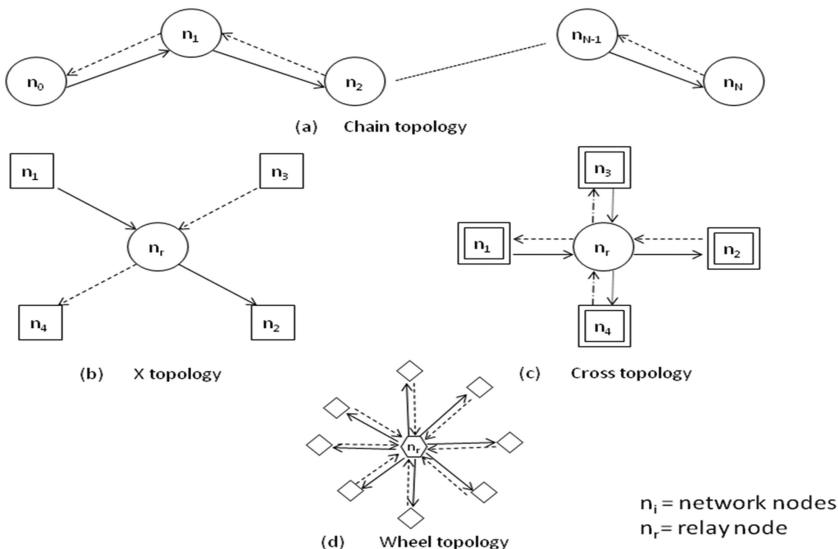 n₁
n₀
n₂
nN-1
nN
(a) Chain topology
n₁
n₃
nᵣ
n₄
n₂
(b) X topology
n₃
n₁
nᵣ
n₂
n₄
(c) Cross topology
nᵣ
(d) Wheel topology
nᵢ = network nodes
nᵣ= relay node